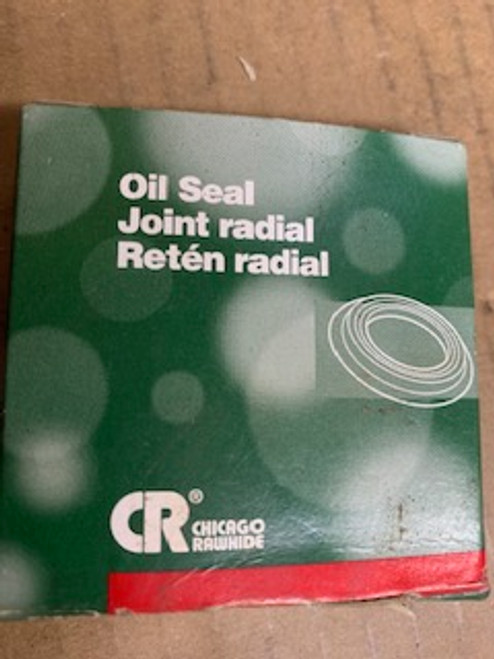 Oil Seal
Joint radial
Retén radial
CR®
CHICAGO
RAWHIDE